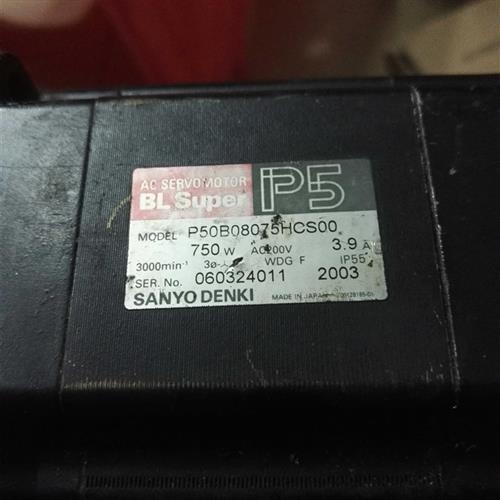 AC SERVOMOTOR
BL Super P5
MODEL P50B08075HCS00
750 W AC200V 3.9 A
3000min⁻¹ 3ø WDG F IP55
SER. No. 060324011 2003
SANYO DENKI MADE IN JAPAN